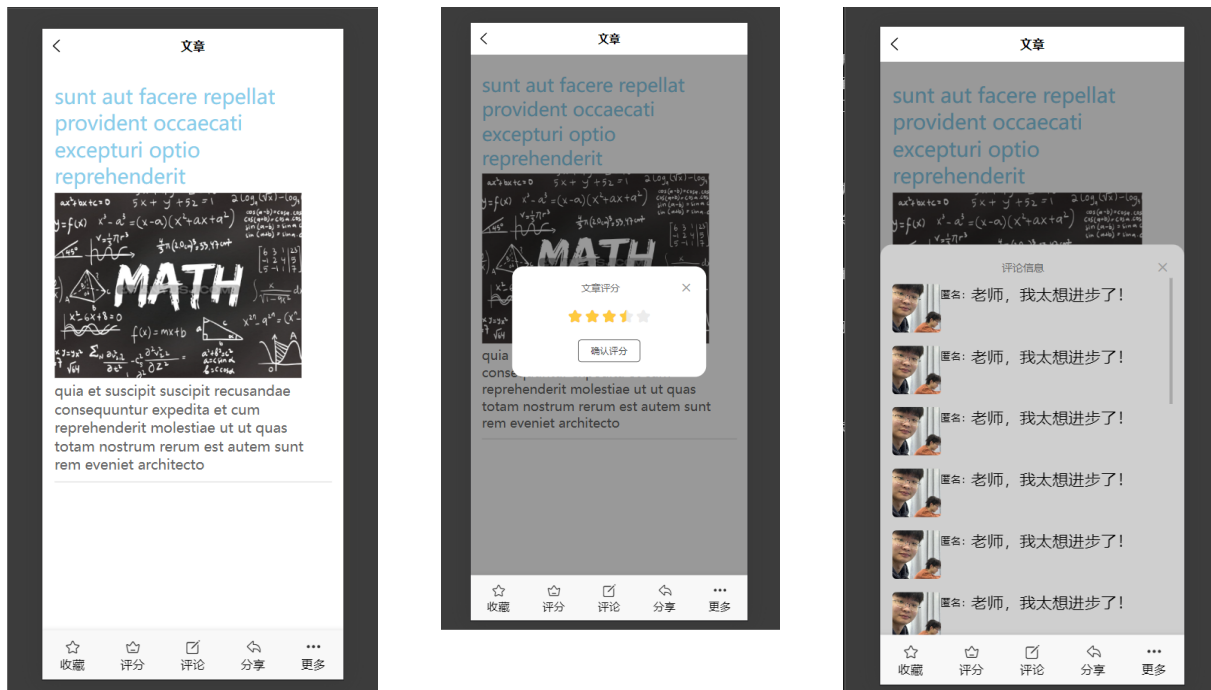 文章
sunt aut facere repellat
provident occaecati
excepturi optio
reprehenderit
MATH
quia et suscipit suscipit recusandae
consequuntur expedita et cum
reprehenderit molestiae ut ut quas
totam nostrum rerum est autem sunt
rem eveniet architecto
收藏 评分 评论 分享 更多
文章
sunt aut facere repellat
provident occaecati
excepturi optio
reprehenderit
MATH
文章评分
确认评分
quia
reprehenderit molestiae ut ut quas
totam nostrum rerum est autem sunt
rem eveniet architecto
收藏 评分 评论 分享 更多
文章
sunt aut facere repellat
provident occaecati
excepturi optio
reprehenderit
评论信息
匿名：老师，我太想进步了！
匿名：老师，我太想进步了！
匿名：老师，我太想进步了！
匿名：老师，我太想进步了！
匿名：老师，我太想进步了！
匿名：老师，我太想进步了！
收藏 评分 评论 分享 更多